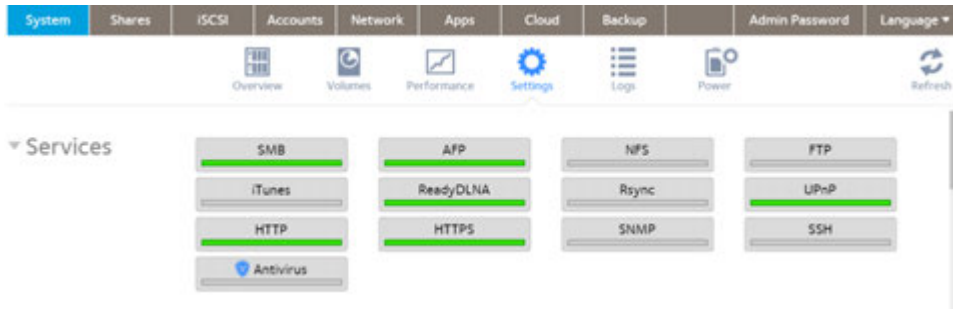 System Shares iSCSI Accounts Network Apps Cloud Backup Admin Password Language
Overview Volumes Performance Settings Logs Power Refresh
Services
SMB AFP NFS FTP
iTunes ReadyDLNA Rsync UPnP
HTTP HTTPS SNMP SSH
Antivirus